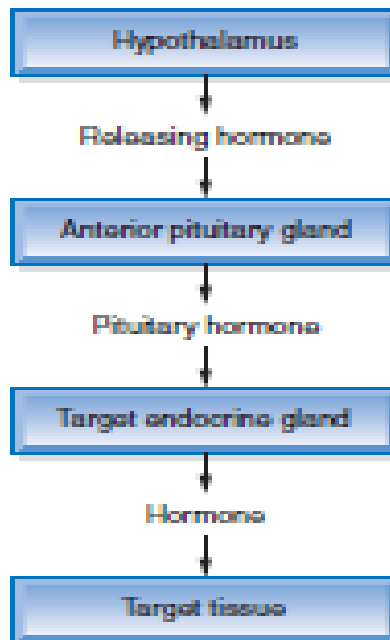 Hypothalamus
Releasing hormone
Anterior pituitary gland
Pituitary hormone
Target endocrine gland
Hormone
Target tissue